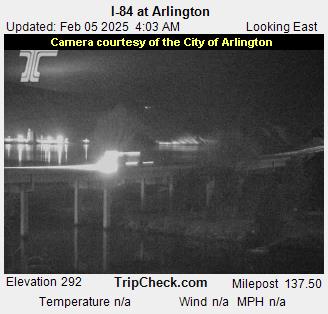 I-84 at Arlington
Updated: Feb 05 2025 4:03 AM Looking East
Camera courtesy of the City of Arlington
Elevation 292 TripCheck.com Milepost 137.50
Temperature n/a Wind n/a MPH n/a